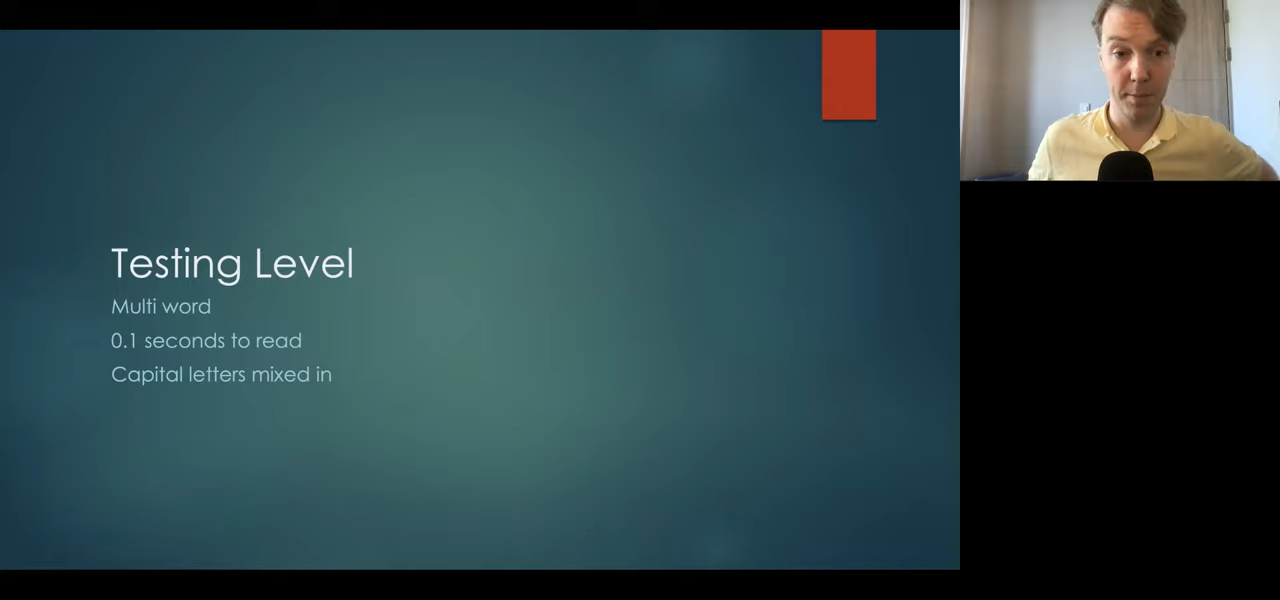 Testing Level
Multi word
0.1 seconds to read
Capital letters mixed in